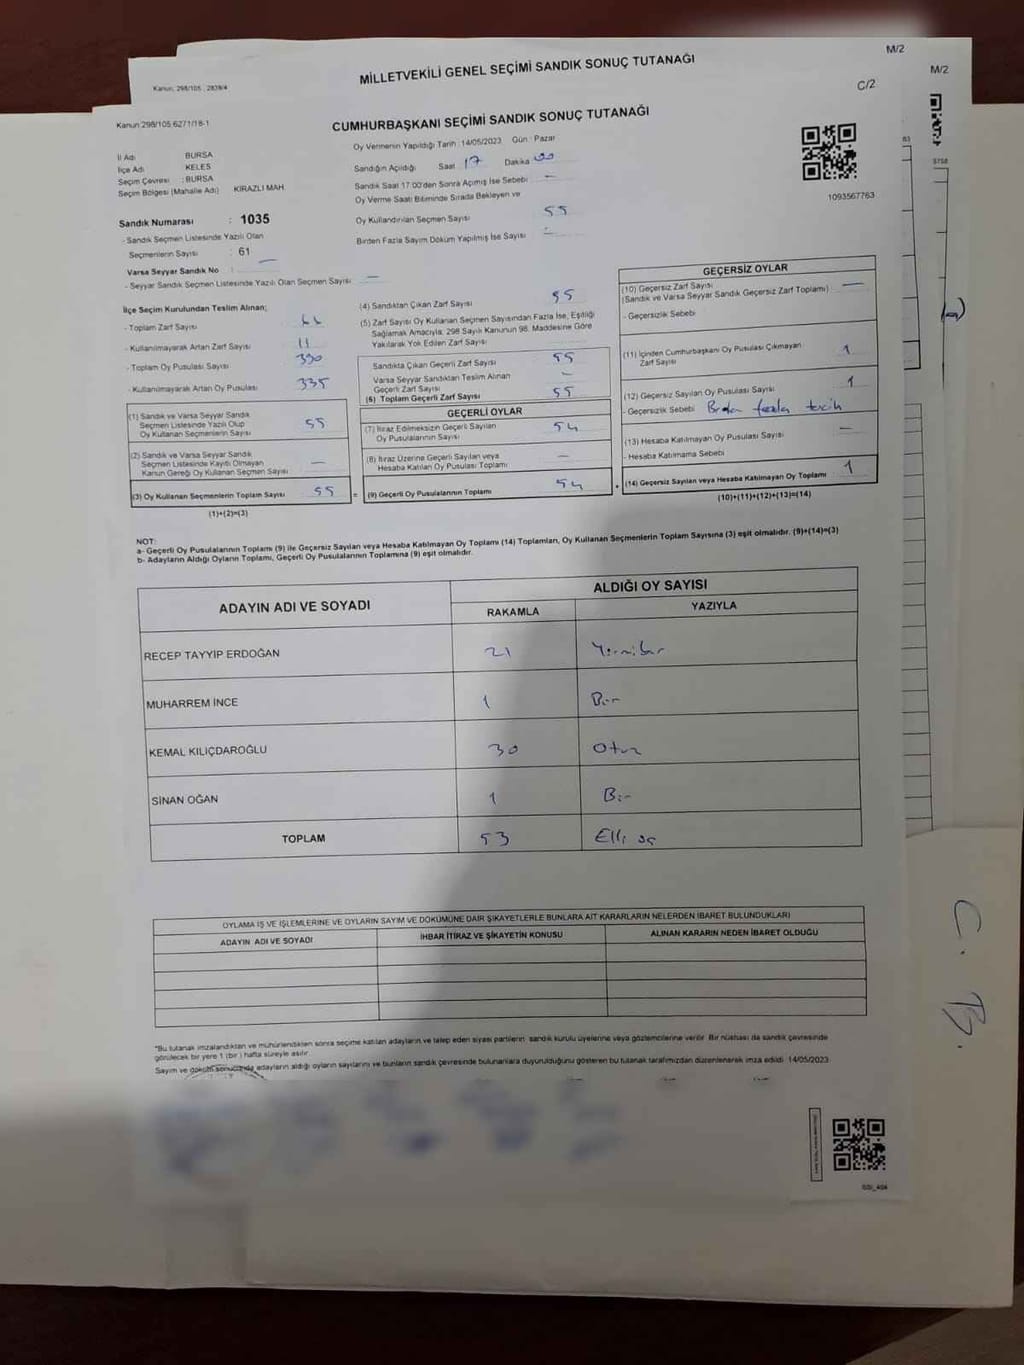 M/2
MİLLETVEKİLİ GENEL SEÇİMİ SANDIK SONUÇ TUTANAĞI
M/2
Kanun: 298/105 , 2839/4
C/2
Kanun:298/105 6271/18-1
CUMHURBAŞKANI SEÇİMİ SANDIK SONUÇ TUTANAĞI
Oy Vermenin Yapıldığı Tarih :14/05/2023 Gün : Pazar
İl Adı BURSA
İlçe Adı KELES
Seçim Çevresi : BURSA
Seçim Bölgesi (Mahalle Adı) KİRAZLI MAH.
Sandığın Açıldığı Saat 17 Dakika 00
Sandık Saat 17:00'den Sonra Açımış İse Sebebi –
Oy Verme Saati Bitiminde Sırada Bekleyen ve
Oy Kullandırılan Seçmen Sayısı 55
Birden Fazla Sayım Döküm Yapılmış İse Sayısı –
1093567763
Sandık Numarası : 1035
- Sandık Seçmen Listesinde Yazılı Olan
Seçmenlerin Sayısı : 61
Varsa Seyyar Sandık No : –
- Seyyar Sandık Seçmen Listesinde Yazılı Olan Seçmen Sayısı : –
İlçe Seçim Kurulundan Teslim Alınan:
- Toplam Zarf Sayısı 66
- Kullanılmayarak Artan Zarf Sayısı 11
- Toplam Oy Pusulası Sayısı 390
- Kullanılmayarak Artan Oy Pusulası 335
(1) Sandık ve Varsa Seyyar Sandık
Seçmen Listesinde Yazılı Olup
Oy Kullanan Seçmenlerin Sayısı 55
(2) Sandık ve Varsa Seyyar Sandık
Seçmen Listesinde Kayıtlı Olmayan
Kanun Gereği Oy Kullanan Seçmen Sayısı –
(3) Oy Kullanan Seçmenlerin Toplam Sayısı 55 =
(1)+(2)=(3)
(4) Sandıktan Çıkan Zarf Sayısı 55
(5) Zarf Sayısı Oy Kullanan Seçmen Sayısından Fazla İse, Eşitliği
Sağlamak Amacıyla, 298 Sayılı Kanunun 98. Maddesine Göre
Yakılarak Yok Edilen Zarf Sayısı
Sandıkta Çıkan Geçerli Zarf Sayısı 55
Varsa Seyyar Sandıktan Teslim Alınan
Geçerli Zarf Sayısı –
(6) Toplam Geçerli Zarf Sayısı 55
GEÇERLİ OYLAR
(7) İtiraz Edilmeksizin Geçerli Sayılan
Oy Pusulalarının Sayısı 54
(8) İtiraz Üzerine Geçerli Sayılan veya
Hesaba Katılan Oy Pusulası Toplamı –
(9) Geçerli Oy Pusulalarının Toplamı 54 +
GEÇERSİZ OYLAR
(10) Geçersiz Zarf Sayısı –
(Sandık ve Varsa Seyyar Sandık Geçersiz Zarf Toplamı)
- Geçersizlik Sebebi
(11) İçinden Cumhurbaşkanı Oy Pusulası Çıkmayan
Zarf Sayısı 1
(12) Geçersiz Sayılan Oy Pusulası Sayısı 1
- Geçersizlik Sebebi Birden fazla tercih
(13) Hesaba Katılmayan Oy Pusulası Sayısı –
- Hesaba Katılmama Sebebi
(14) Geçersiz Sayılan veya Hesaba Katılmayan Oy Toplamı 1
(10)+(11)+(12)+(13)=(14)
NOT:
a- Geçerli Oy Pusulalarının Toplamı (9) ile Geçersiz Sayılan veya Hesaba Katılmayan Oy Toplamı (14) Toplamları, Oy Kullanan Seçmenlerin Toplam Sayısına (3) eşit olmalıdır. (9)+(14)=(3)
b- Adayların Aldığı Oyların Toplamı, Geçerli Oy Pusulalarının Toplamına (9) eşit olmalıdır.
ADAYIN ADI VE SOYADI ALDIĞI OY SAYISI
RAKAMLA YAZIYLA
RECEP TAYYİP ERDOĞAN 21 Yirmibir
MUHARREM İNCE 1 Bir
KEMAL KILIÇDAROĞLU 30 Otuz
SİNAN OĞAN 1 Bir
TOPLAM 53 Elli üç
OYLAMA İŞ VE İŞLEMLERİNE VE OYLARIN SAYIM VE DÖKÜMÜNE DAİR ŞİKAYETLERLE BUNLARA AİT KARARLARIN NELERDEN İBARET BULUNDUKLARI
ADAYIN ADI VE SOYADI İHBAR İTİRAZ VE ŞİKAYETİN KONUSU ALINAN KARARIN NEDEN İBARET OLDUĞU
*Bu tutanak imzalandıktan ve mühürlendikten sonra seçime katılan adayların ve talep eden siyasi partilerin sandık kurulu üyelerine veya gözlemcilerine verilir. Bir nüshası da sandık çevresinde
görülecek bir yere 1 (bir) hafta süreyle asılır.
Sayım ve döküm sonucunda adayların aldığı oyların sayılarını ve bunların sandık çevresinde bulunanlara duyurulduğunu gösteren bu tutanak tarafımızdan düzenlenerek imza edildi. 14/05/2023
C. B.